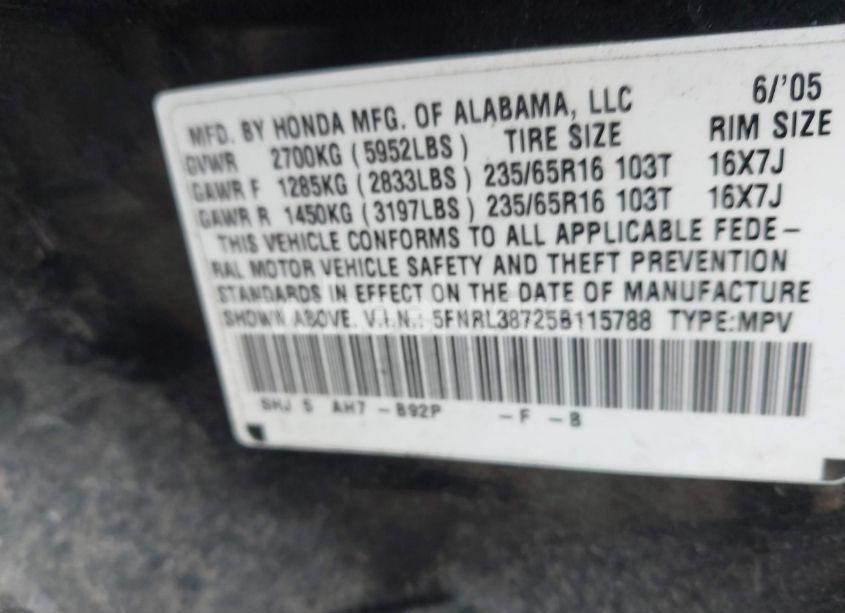 MFD. BY HONDA MFG. OF ALABAMA, LLC 6/'05
GVWR 2700KG (5952LBS) TIRE SIZE RIM SIZE
GAWR F 1285KG (2833LBS) 235/65R16 103T 16X7J
GAWR R 1450KG (3197LBS) 235/65R16 103T 16X7J
THIS VEHICLE CONFORMS TO ALL APPLICABLE FEDE-
RAL MOTOR VEHICLE SAFETY AND THEFT PREVENTION
STANDARDS IN EFFECT ON THE DATE OF MANUFACTURE
SHOWN ABOVE. V.I.N.: 5FNRL38725B115788 TYPE:MPV
SHJ 5 AH7 -B92P -F -B